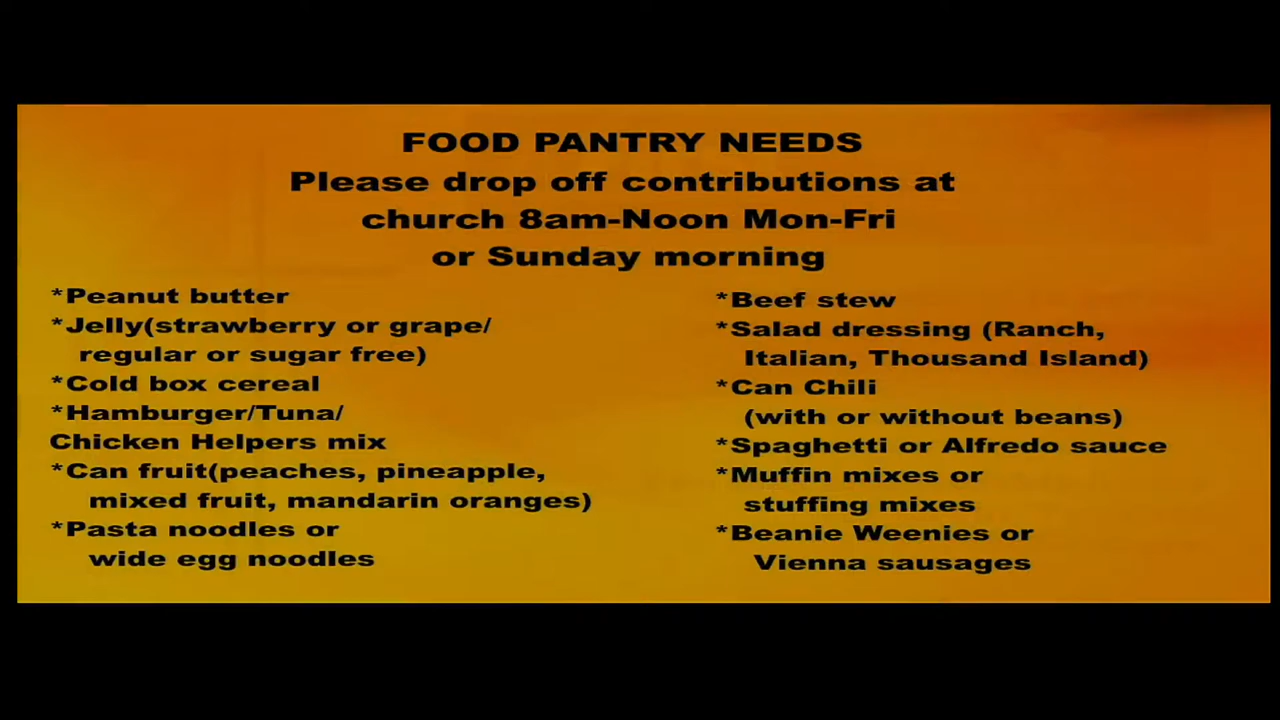 FOOD PANTRY NEEDS
Please drop off contributions at
church 8am-Noon Mon-Fri
or Sunday morning
*Peanut butter
*Jelly(strawberry or grape/
regular or sugar free)
*Cold box cereal
*Hamburger/Tuna/
Chicken Helpers mix
*Can fruit(peaches, pineapple,
mixed fruit, mandarin oranges)
*Pasta noodles or
wide egg noodles
*Beef stew
*Salad dressing (Ranch,
Italian, Thousand Island)
*Can Chili
(with or without beans)
*Spaghetti or Alfredo sauce
*Muffin mixes or
stuffing mixes
*Beanie Weenies or
Vienna sausages